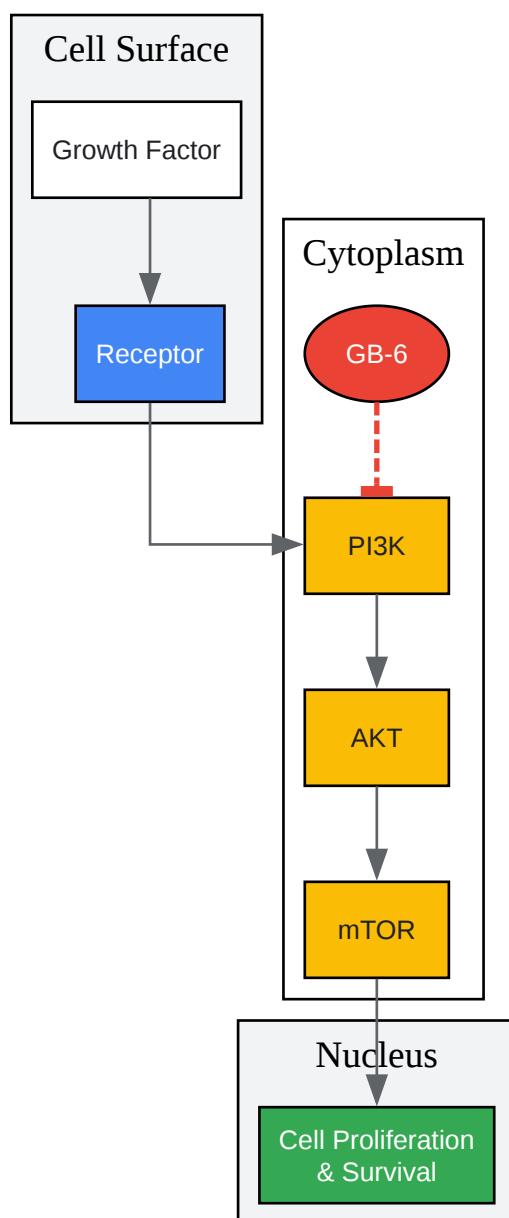 Cell Surface
Growth Factor
Receptor
Cytoplasm
GB-6
PI3K
AKT
mTOR
Nucleus
Cell Proliferation
& Survival